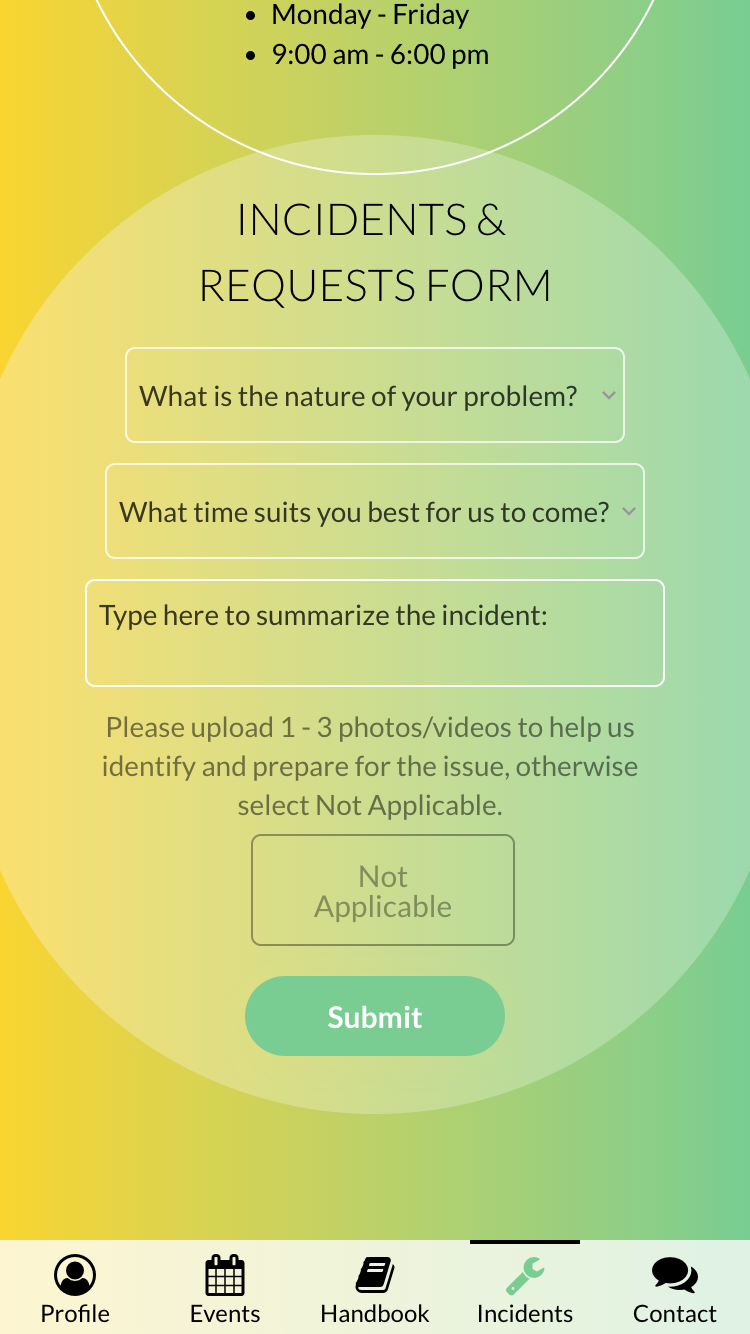 Monday - Friday
9:00 am - 6:00 pm
INCIDENTS &
REQUESTS FORM
What is the nature of your problem?
What time suits you best for us to come?
Type here to summarize the incident:
Please upload 1 - 3 photos/videos to help us
identify and prepare for the issue, otherwise
select Not Applicable.
Not
Applicable
Submit
Profile
Events
Handbook
Incidents
Contact